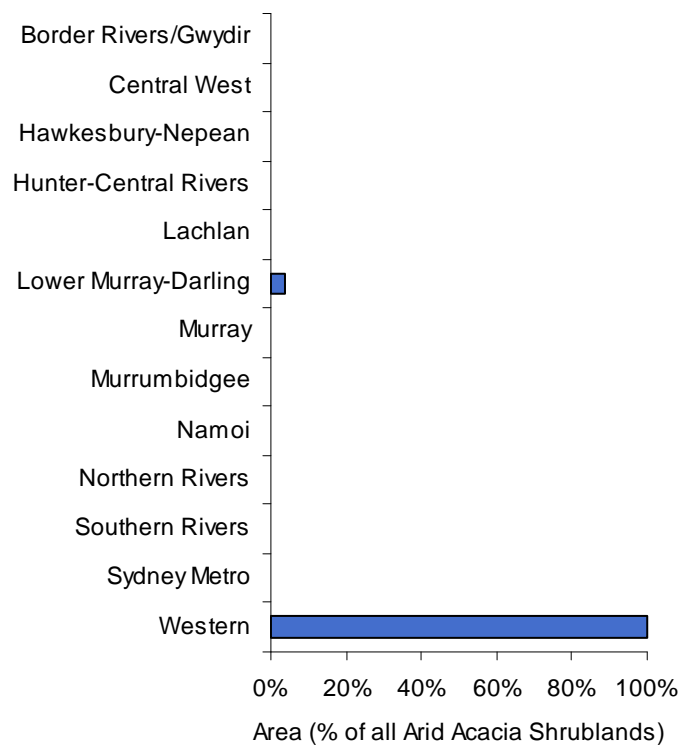 Border Rivers/Gwydir
Central West
Hawkesbury-Nepean
Hunter-Central Rivers
Lachlan
Lower Murray-Darling
Murray
Murrumbidgee
Namoi
Northern Rivers
Southern Rivers
Sydney Metro
Western
0% 20% 40% 60% 80% 100%
Area (% of all Arid Acacia Shrublands)